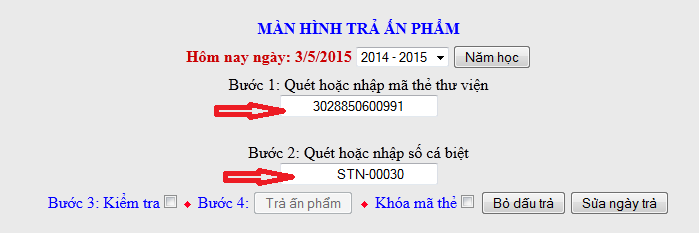 MÀN HÌNH TRẢ ẤN PHẨM
Hôm nay ngày: 3/5/2015 2014 - 2015 Năm học
Bước 1: Quét hoặc nhập mã thẻ thư viện
3028850600991
Bước 2: Quét hoặc nhập số cá biệt
STN-00030
Bước 3: Kiểm tra Bước 4: Trả ấn phẩm Khóa mã thẻ Bỏ dấu trả Sửa ngày trả